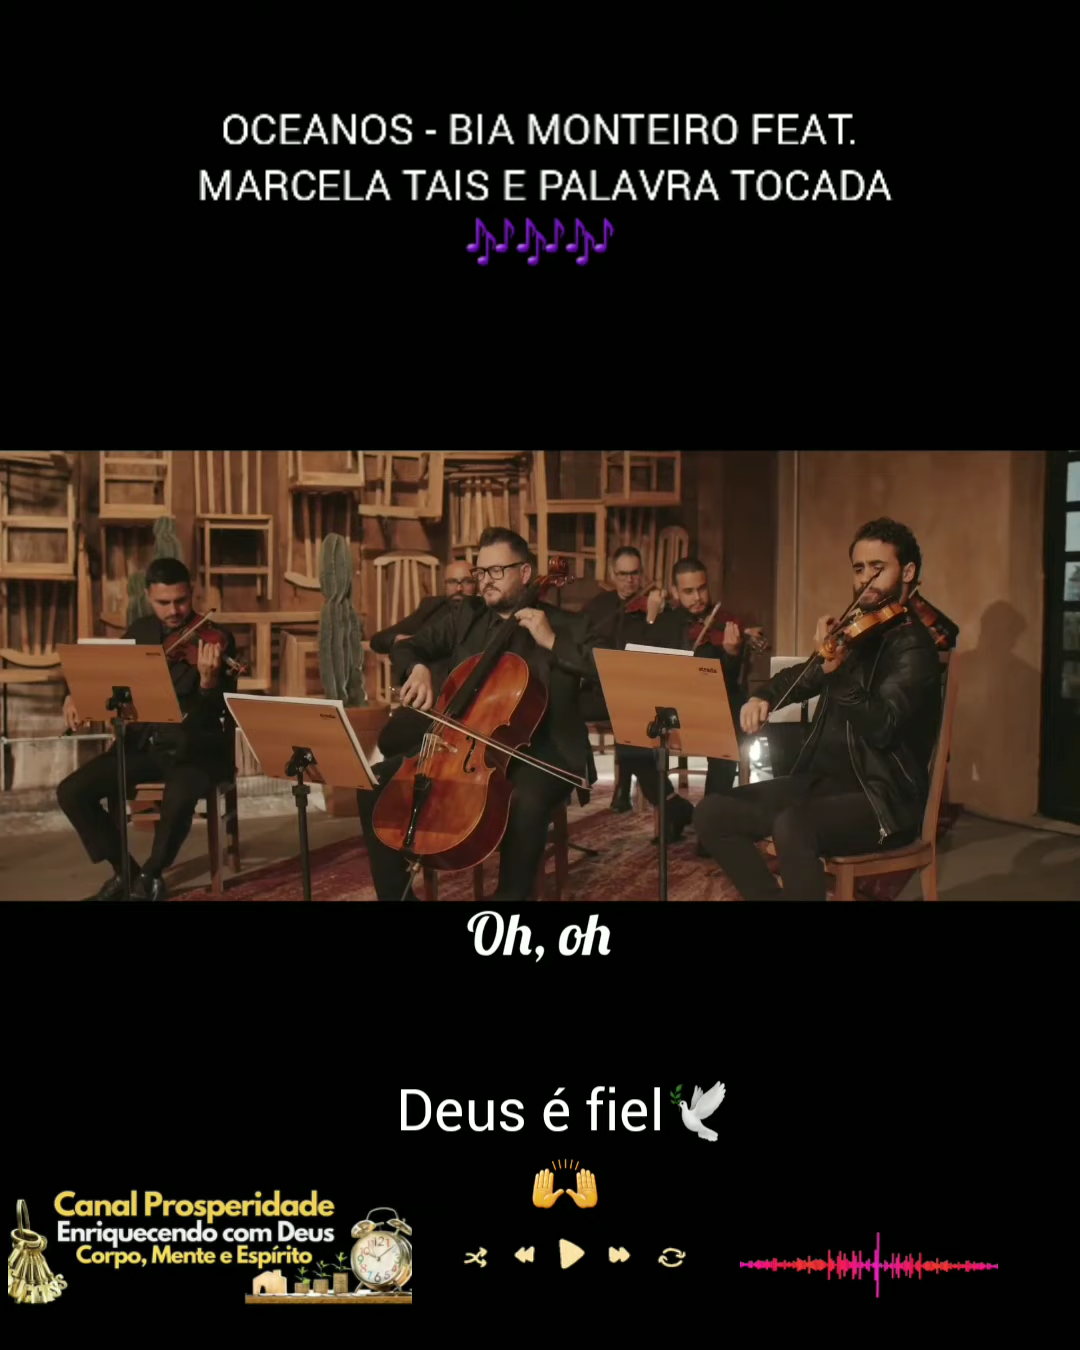 OCEANOS - BIA MONTEIRO FEAT.
MARCELA TAIS E PALAVRA TOCADA
🎶🎶🎶
Oh, oh
Deus é fiel🕊️
🙌
Canal Prosperidade
Enriquecendo com Deus
Corpo, Mente e Espírito